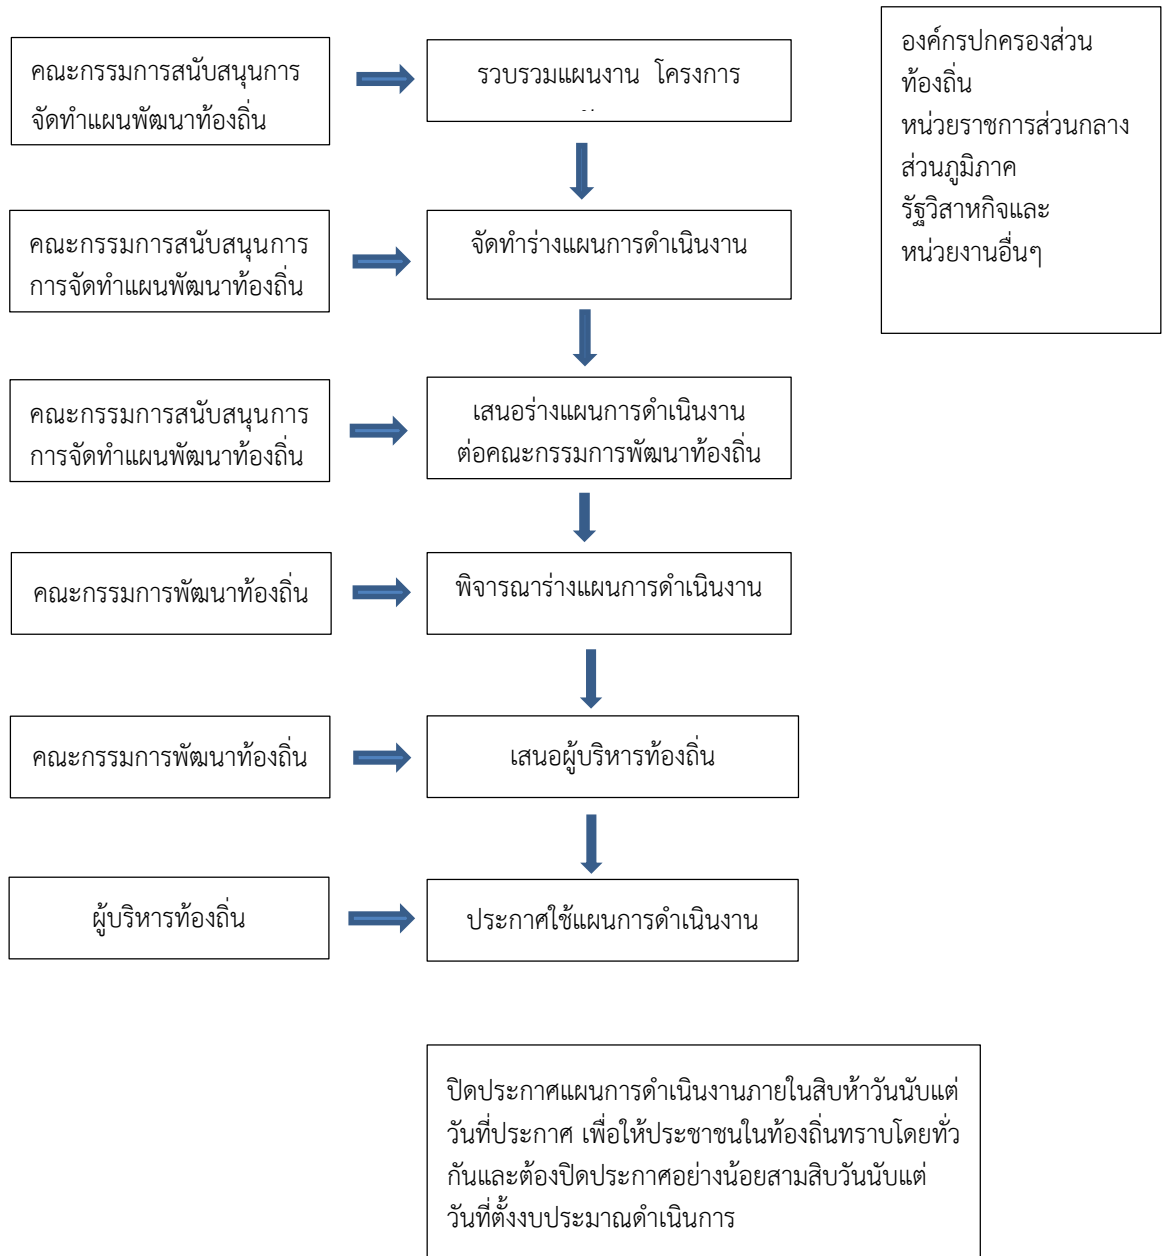 คณะกรรมการสนับสนุนการ
จัดทำแผนพัฒนาท้องถิ่น
รวบรวมแผนงาน โครงการ
องค์กรปกครองส่วน
ท้องถิ่น
หน่วยราชการส่วนกลาง
ส่วนภูมิภาค
รัฐวิสาหกิจและ
หน่วยงานอื่นๆ
คณะกรรมการสนับสนุนการ
การจัดทำแผนพัฒนาท้องถิ่น
จัดทำร่างแผนการดำเนินงาน
คณะกรรมการสนับสนุนการ
การจัดทำแผนพัฒนาท้องถิ่น
เสนอร่างแผนการดำเนินงาน
ต่อคณะกรรมการพัฒนาท้องถิ่น
คณะกรรมการพัฒนาท้องถิ่น
พิจารณาร่างแผนการดำเนินงาน
คณะกรรมการพัฒนาท้องถิ่น
เสนอผู้บริหารท้องถิ่น
ผู้บริหารท้องถิ่น
ประกาศใช้แผนการดำเนินงาน
ปิดประกาศแผนการดำเนินงานภายในสิบห้าวันนับแต่
วันที่ประกาศ เพื่อให้ประชาชนในท้องถิ่นทราบโดยทั่ว
กันและต้องปิดประกาศอย่างน้อยสามสิบวันนับแต่
วันที่ตั้งงบประมาณดำเนินการ